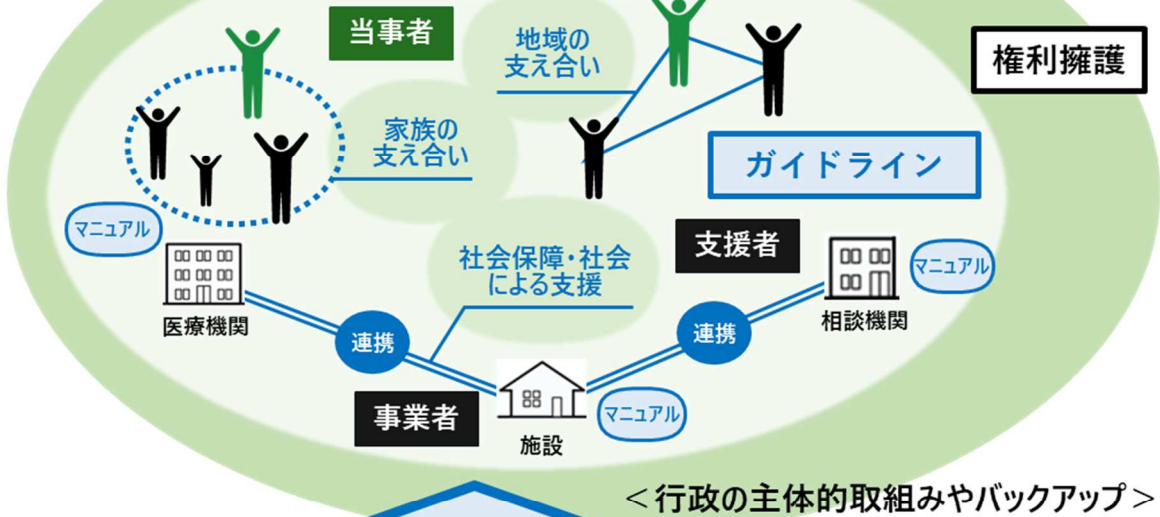 当事者
地域の
支え合い
権利擁護
家族の
支え合い
ガイドライン
マニュアル
支援者
社会保障・社会
による支援
マニュアル
医療機関
連携
連携
相談機関
事業者
マニュアル
施設
＜行政の主体的取組みやバックアップ＞